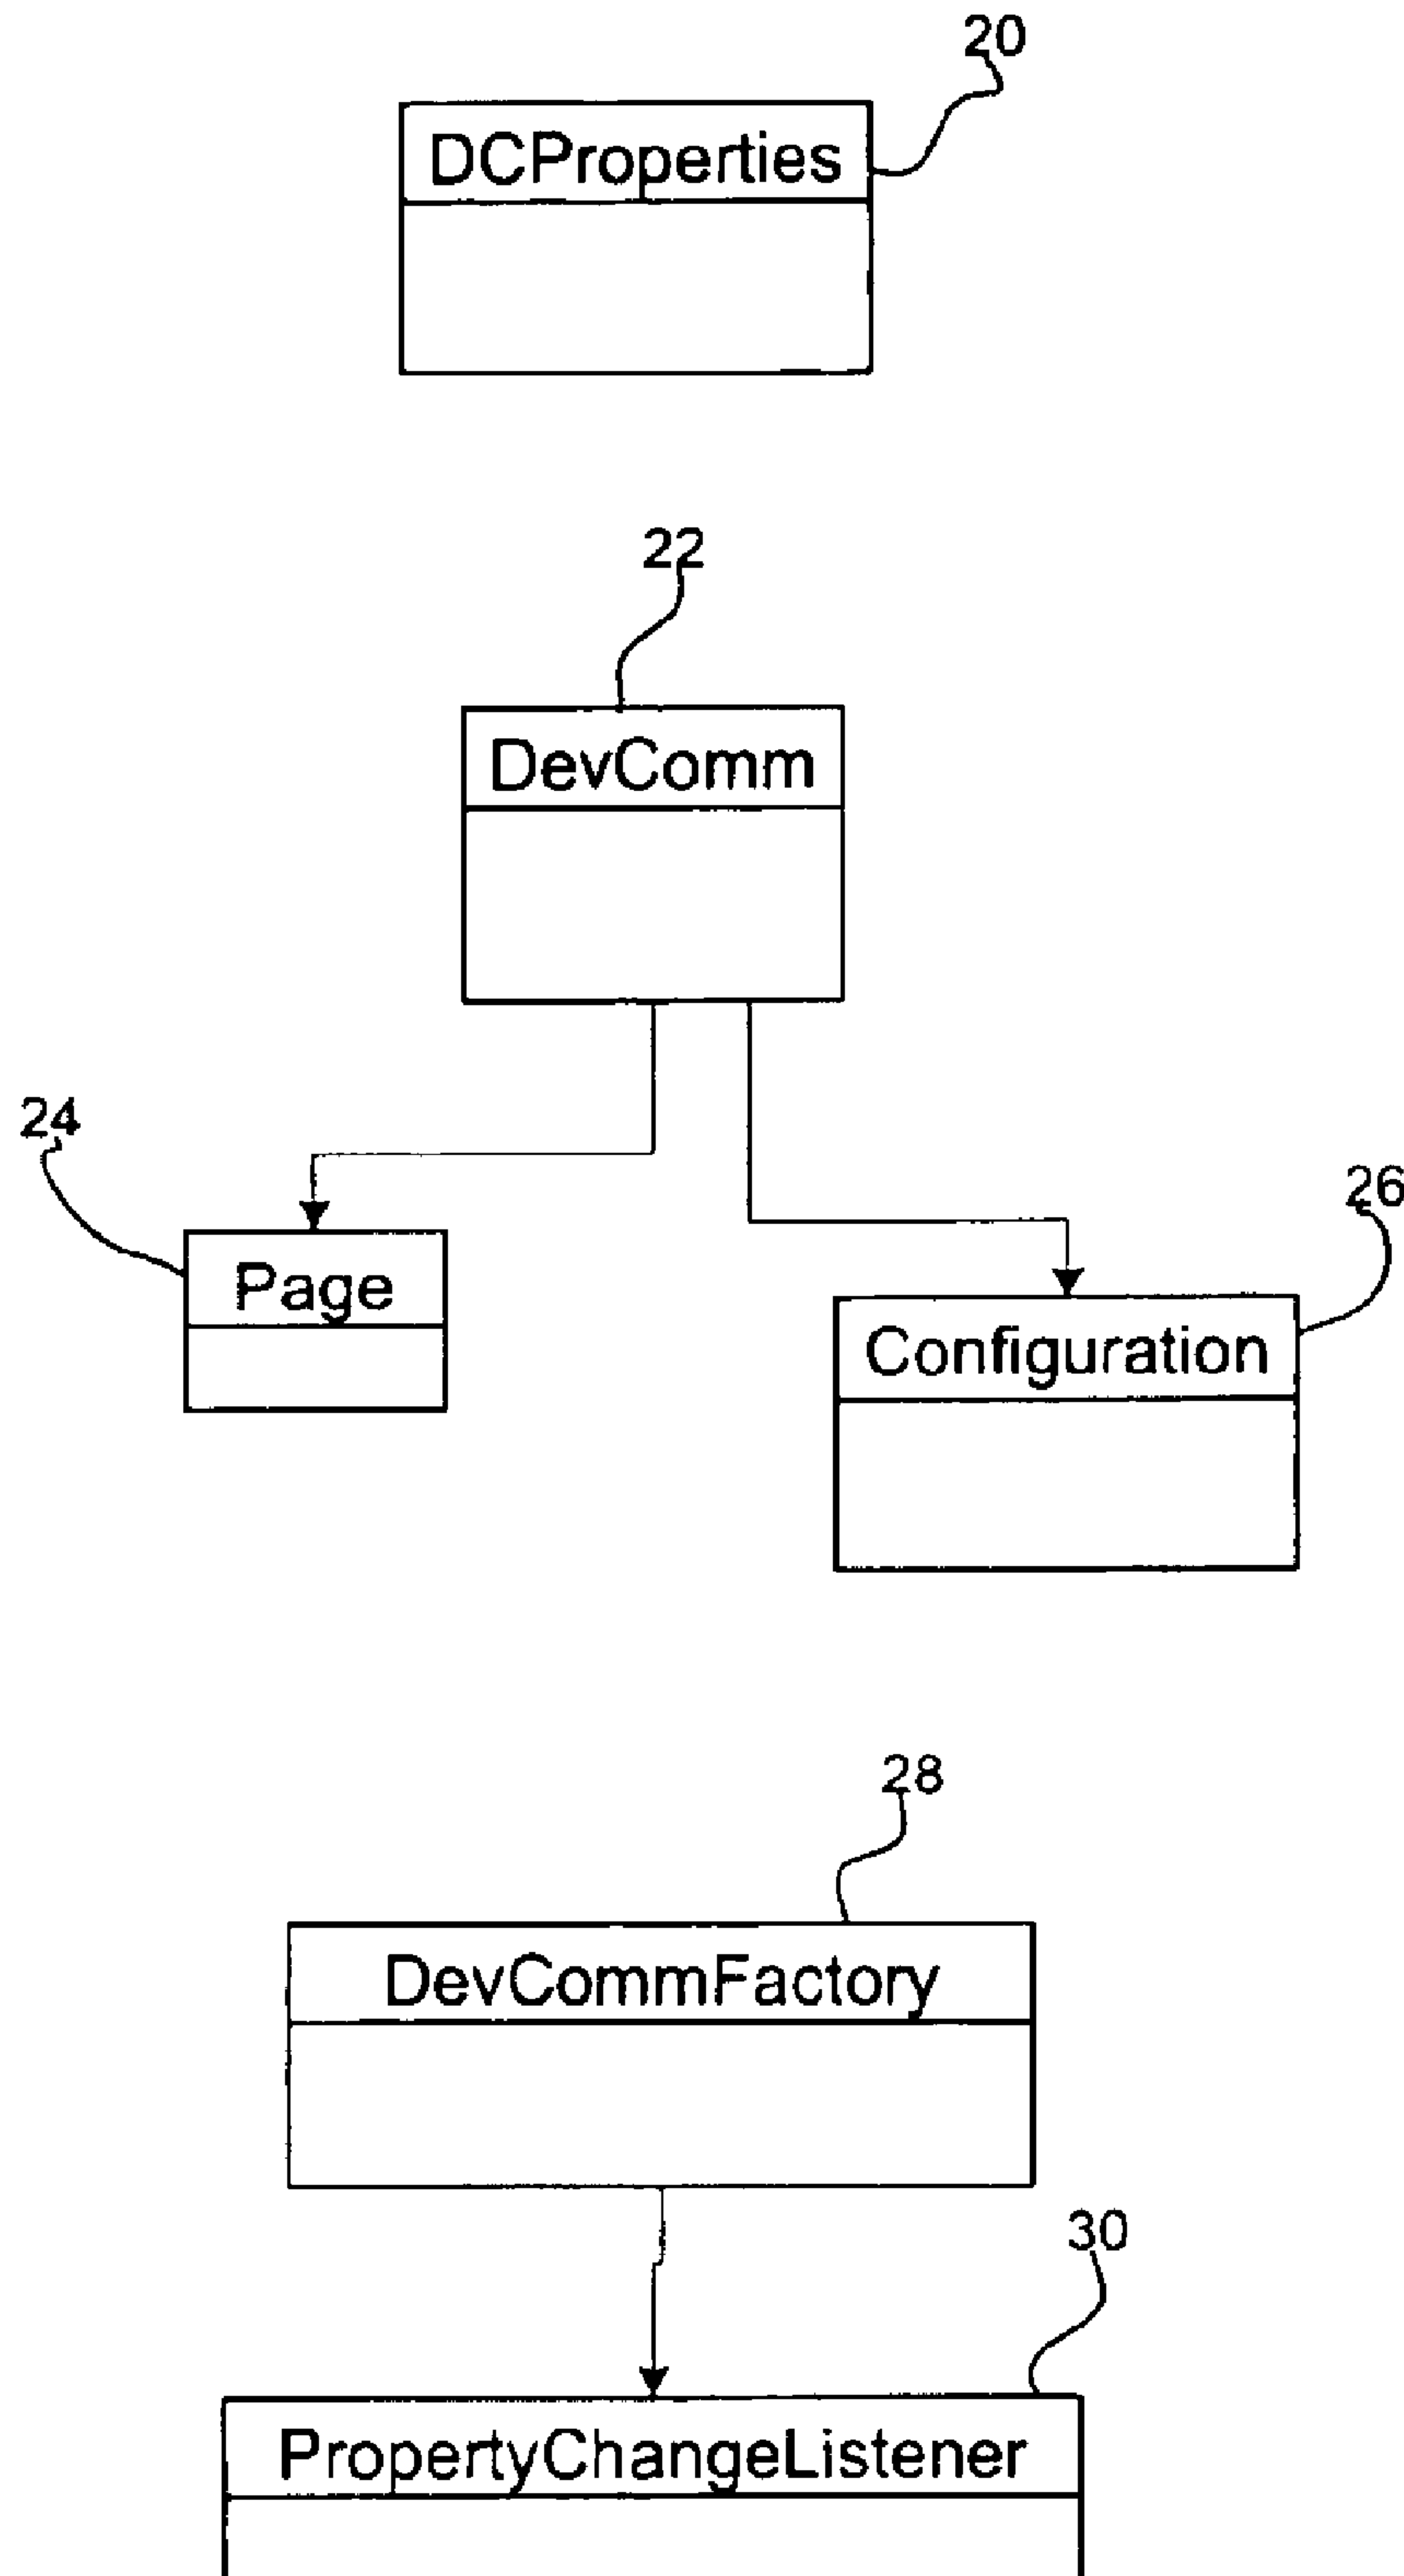 20
DCProperties
22
DevComm
24
Page
26
Configuration
28
DevCommFactory
30
PropertyChangeListener